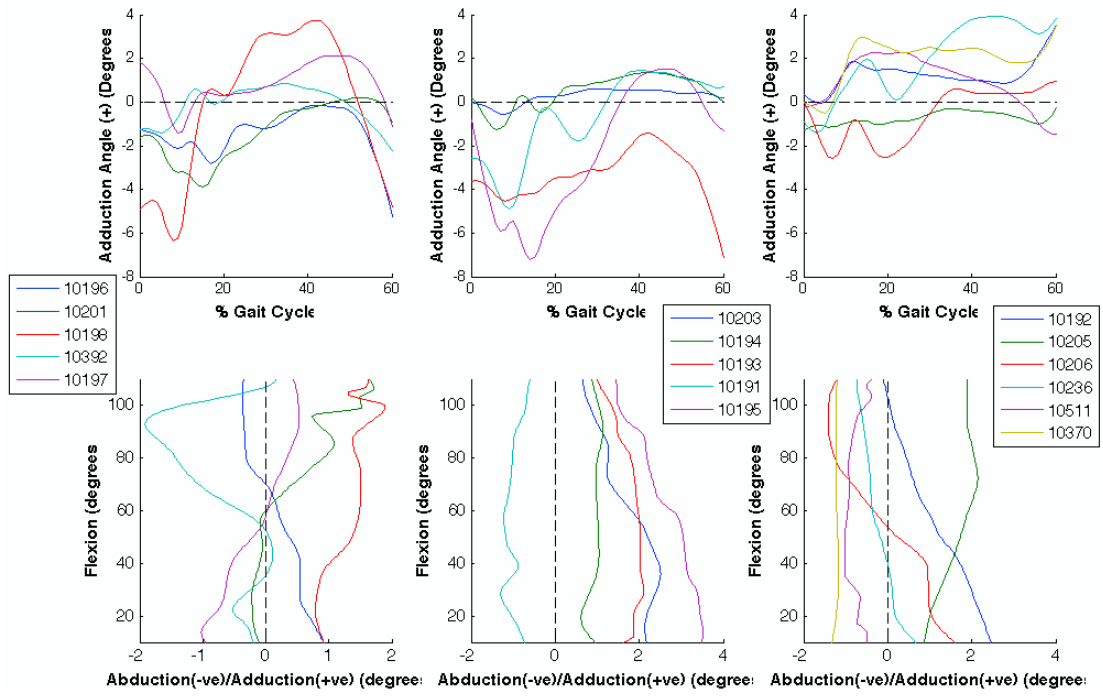 Adduction Angle (+) (Degrees
4
2
0
-2
-4
-6
-8
0 20 40 60
% Gait Cycle
Adduction Angle (+) (Degrees
4
2
0
-2
-4
-6
-8
0 20 40 60
% Gait Cycle
Adduction Angle (+) (Degrees
4
2
0
-2
-4
-6
-8
0 20 40 60
% Gait Cycle
10196
10201
10198
10392
10197
10203
10194
10193
10191
10195
10192
10205
10206
10236
10511
10370
Flexion (degrees
100
80
60
40
20
-2 -1 0 1 2
Abduction(-ve)/Adduction(+ve) (degrees
Flexion (degrees
100
80
60
40
20
-2 0 2 4
Abduction(-ve)/Adduction(+ve) (degrees
Flexion (degrees
100
80
60
40
20
-2 -1 0 1 2 3 4
Abduction(-ve)/Adduction(+ve) (degrees